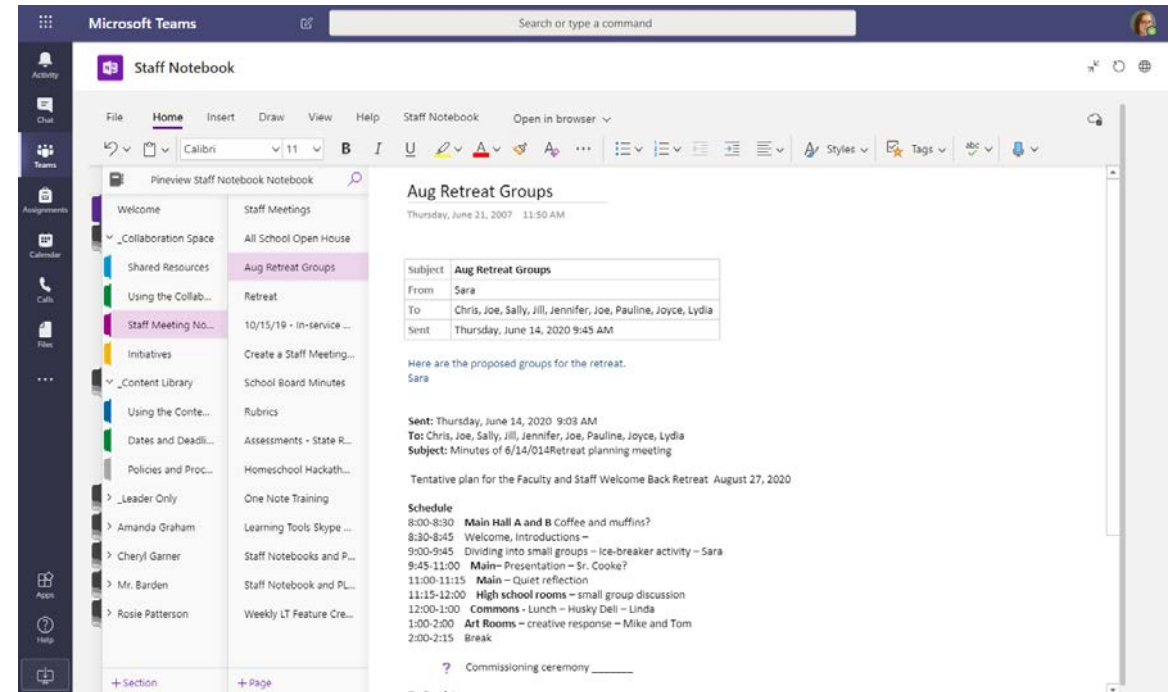 Microsoft Teams
Search or type a command
Activity
Chat
Teams
Assignments
Calendar
Calls
Files
Apps
Help
Staff Notebook
File Home Insert Draw View Help Staff Notebook Open in browser
Calibri 11 B I U Styles Tags abc
Pineview Staff Notebook Notebook
Welcome
_Collaboration Space
Shared Resources
Using the Collab...
Staff Meeting No...
Initiatives
_Content Library
Using the Conte...
Dates and Deadli...
Policies and Proc...
_Leader Only
Amanda Graham
Cheryl Garner
Mr. Barden
Rosie Patterson
+ Section
Staff Meetings
All School Open House
Aug Retreat Groups
Retreat
10/15/19 - In-service ...
Create a Staff Meeting...
School Board Minutes
Rubrics
Assessments - State R...
Homeschool Hackath...
One Note Training
Learning Tools Skype ...
Staff Notebooks and P...
Staff Notebook and PL...
Weekly LT Feature Cre...
+ Page
Aug Retreat Groups
Thursday, June 21, 2007 11:50 AM
Subject Aug Retreat Groups
From Sara
To Chris, Joe, Sally, Jill, Jennifer, Joe, Pauline, Joyce, Lydia
Sent Thursday, June 14, 2020 9:45 AM
Here are the proposed groups for the retreat.
Sara
Sent: Thursday, June 14, 2020 9:03 AM
To: Chris, Joe, Sally, Jill, Jennifer, Joe, Pauline, Joyce, Lydia
Subject: Minutes of 6/14/014Retreat planning meeting
Tentative plan for the Faculty and Staff Welcome Back Retreat August 27, 2020
Schedule
8:00-8:30 Main Hall A and B Coffee and muffins?
8:30-8:45 Welcome, Introductions –
9:00-9:45 Dividing into small groups – Ice-breaker activity – Sara
9:45-11:00 Main– Presentation – Sr. Cooke?
11:00-11:15 Main – Quiet reflection
11:15-12:00 High school rooms – small group discussion
12:00-1:00 Commons - Lunch – Husky Deli – Linda
1:00-2:00 Art Rooms – creative response – Mike and Tom
2:00-2:15 Break
? Commissioning ceremony _______